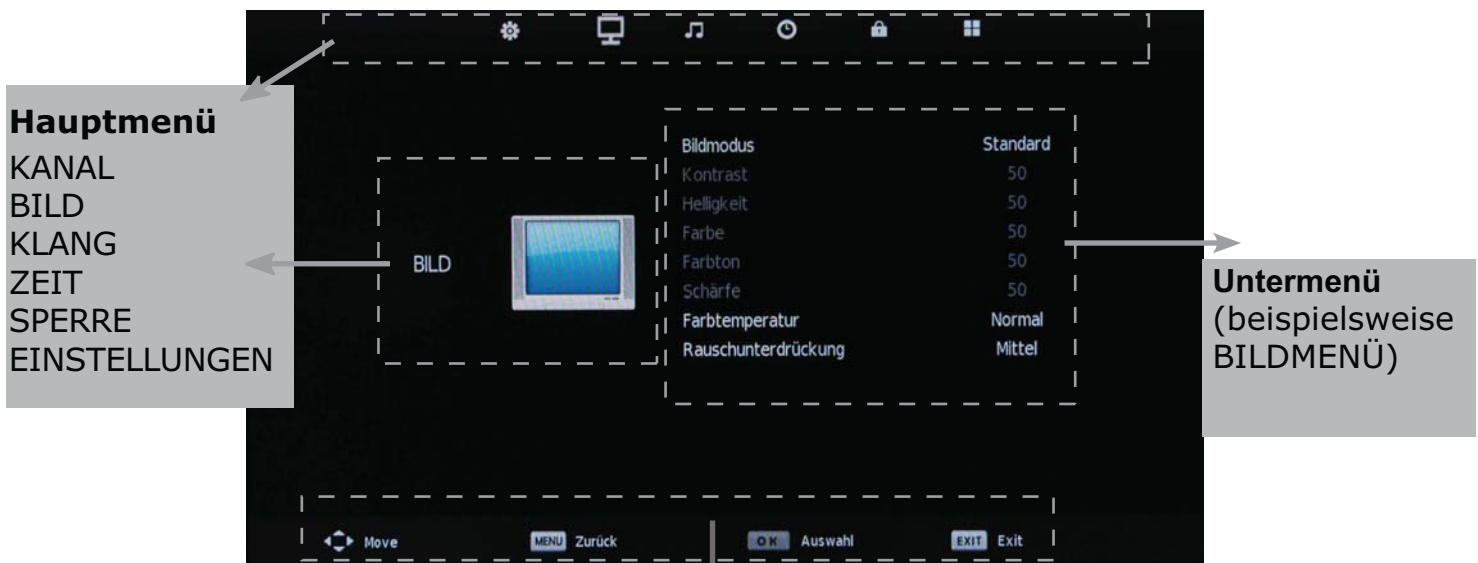 Hauptmenü
KANAL
BILD
KLANG
ZEIT
SPERRE
EINSTELLUNGEN
BILD
Bildmodus Standard
Kontrast 50
Helligkeit 50
Farbe 50
Farbton 50
Schärfe 50
Farbtemperatur Normal
Rauschunterdrückung Mittel
Untermenü
(beispielsweise
BILDMENÜ)
Move MENU Zurück OK Auswahl EXIT Exit